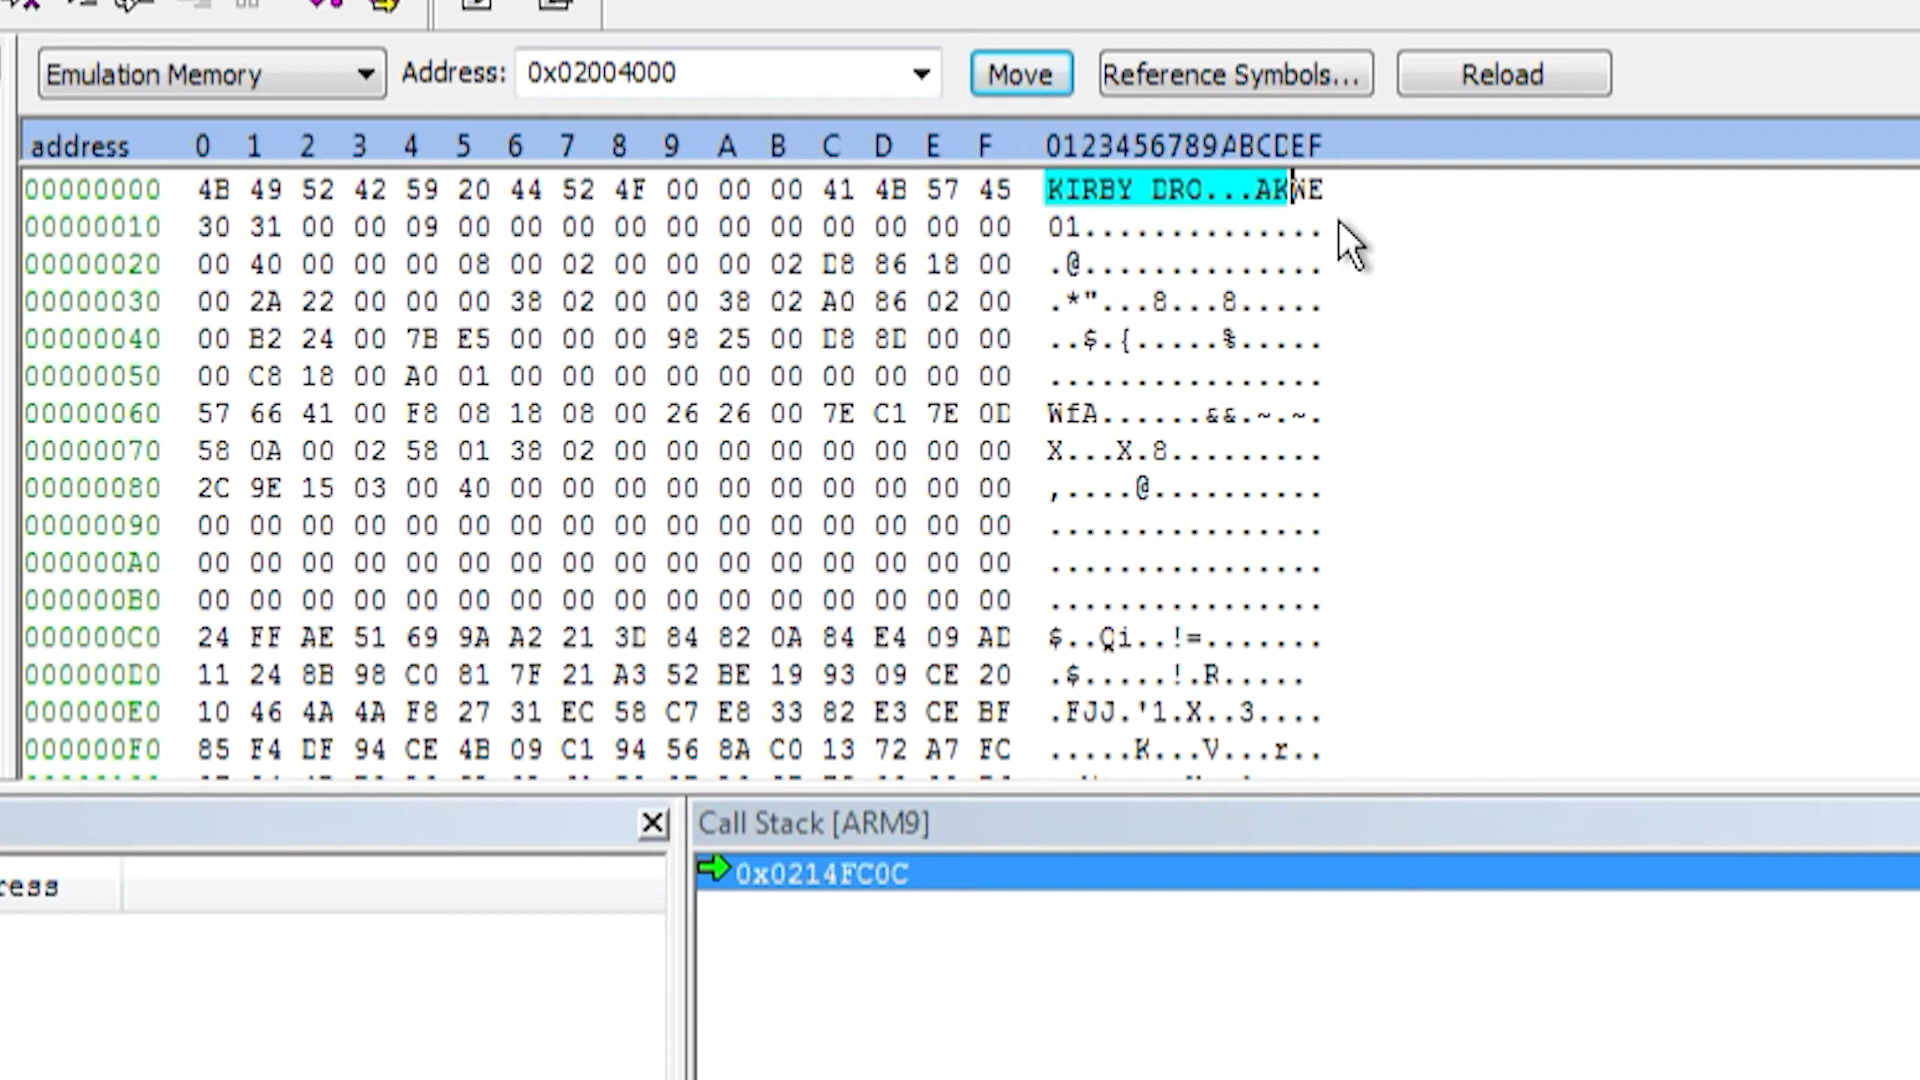 Emulation Memory Address: 0x02004000 Move Reference Symbols... Reload
address 0 1 2 3 4 5 6 7 8 9 A B C D E F 0123456789ABCDEF
00000000 4B 49 52 42 59 20 44 52 4F 00 00 00 41 4B 57 45 KIRBY DRO...AKWE
00000010 30 31 00 00 00 09 00 00 00 00 00 00 00 00 00 00 01..............
00000020 00 40 00 00 00 08 00 02 00 00 00 02 D8 86 18 00 .@..............
00000030 00 2A 22 00 00 00 38 02 00 00 38 02 A0 86 02 00 .*"...8...8.....
00000040 00 B2 24 00 7B E5 00 00 00 98 25 00 D8 8D 00 00 ..$.{.....%.....
00000050 00 C8 18 00 A0 01 00 00 00 00 00 00 00 00 00 00 ................
00000060 57 66 41 00 F8 08 18 08 00 26 26 00 7E C1 7E 0D WfA......&&.~.~.
00000070 58 0A 00 02 58 01 38 02 00 00 00 00 00 00 00 00 X...X.8.........
00000080 2C 9E 15 03 00 40 00 00 00 00 00 00 00 00 00 00 ,....@..........
00000090 00 00 00 00 00 00 00 00 00 00 00 00 00 00 00 00 ................
000000A0 00 00 00 00 00 00 00 00 00 00 00 00 00 00 00 00 ................
000000B0 00 00 00 00 00 00 00 00 00 00 00 00 00 00 00 00 ................
000000C0 24 FF AE 51 69 9A A2 21 3D 84 82 0A 84 E4 09 AD $..Qi..!=.......
000000D0 11 24 8B 98 C0 81 7F 21 A3 52 BE 19 93 09 CE 20 .$.....!.R.....
000000E0 10 46 4A 4A F8 27 31 EC 58 C7 E8 33 82 E3 CE BF .FJJ.'1.X..3....
000000F0 85 F4 DF 94 CE 4B 09 C1 94 56 8A C0 13 72 A7 FC .....K...V...r..
Call Stack [ARM9]
0x0214FC0C
ress